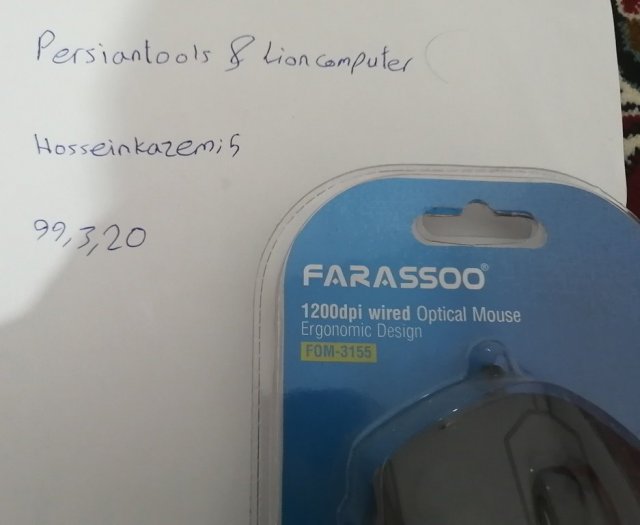 Persiantools & Lioncomputer
Hosseinkazemi5
99,3,20
FARASSOO®
1200dpi wired Optical Mouse
Ergonomic Design
FOM-3155